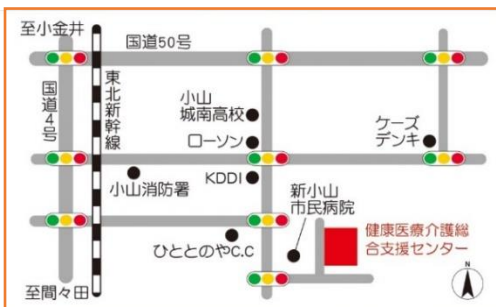 至小金井
国道50号
国道4号
東北新幹線
小山
城南高校
ローソン
ケーズ
デンキ
小山消防署
KDDI
新小山
市民病院
健康医療介護総
合支援センター
ひととのやC.C
至間々田
N